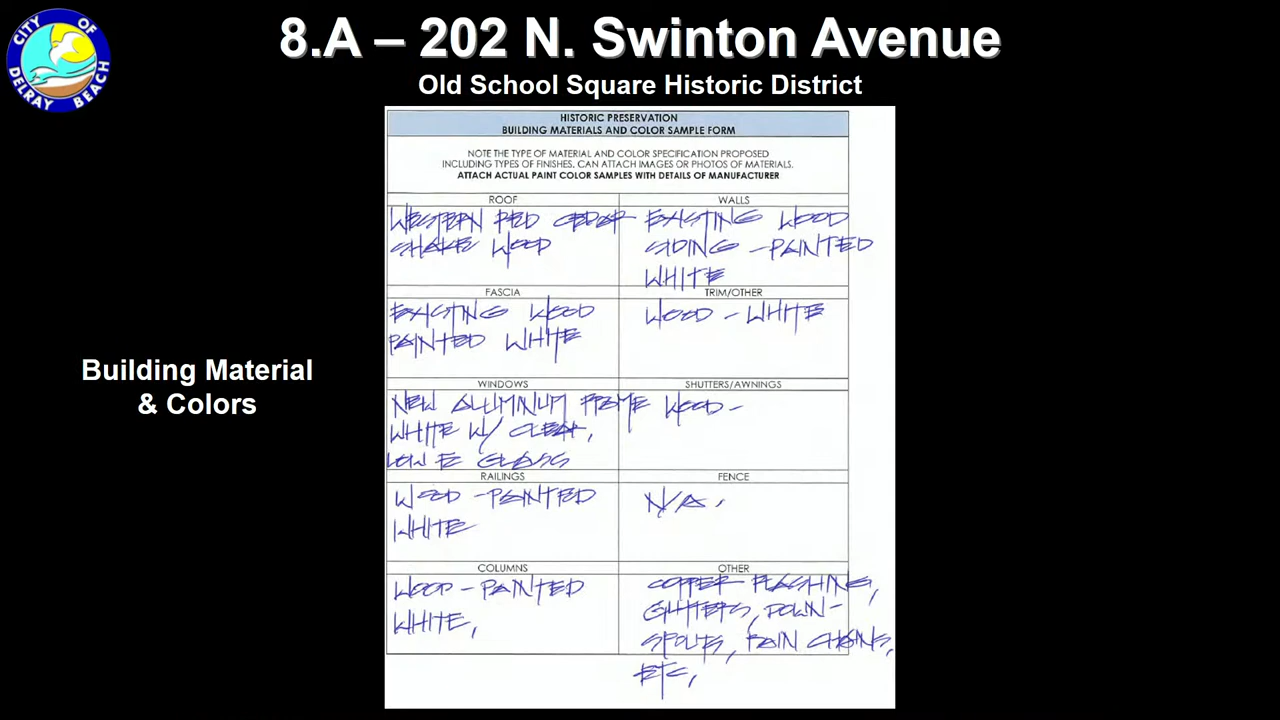 CITY OF
DELRAY BEACH
8.A – 202 N. Swinton Avenue
Old School Square Historic District
Building Material
& Colors
HISTORIC PRESERVATION
BUILDING MATERIALS AND COLOR SAMPLE FORM
NOTE THE TYPE OF MATERIAL AND COLOR SPECIFICATION PROPOSED
INCLUDING TYPES OF FINISHES. CAN ATTACH IMAGES OR PHOTOS OF MATERIALS.
ATTACH ACTUAL PAINT COLOR SAMPLES WITH DETAILS OF MANUFACTURER
ROOF
WESTERN RED CEDAR
SHAKE WOOD
WALLS
EXISTING WOOD
SIDING - PAINTED
WHITE
FASCIA
EXISTING WOOD
PAINTED WHITE
TRIM/OTHER
WOOD - WHITE
WINDOWS
NEW ALUMINUM FRAME
WHITE W/ CLEAR,
LOW E GLASS
SHUTTERS/AWNINGS
WOOD -
RAILINGS
WOOD - PAINTED
WHITE
FENCE
N/A.
COLUMNS
WOOD - PAINTED
WHITE,
OTHER
COPPER FLASHING,
GUTTERS, DOWN-
SPOUTS, RAIN CHAINS,
ETC,